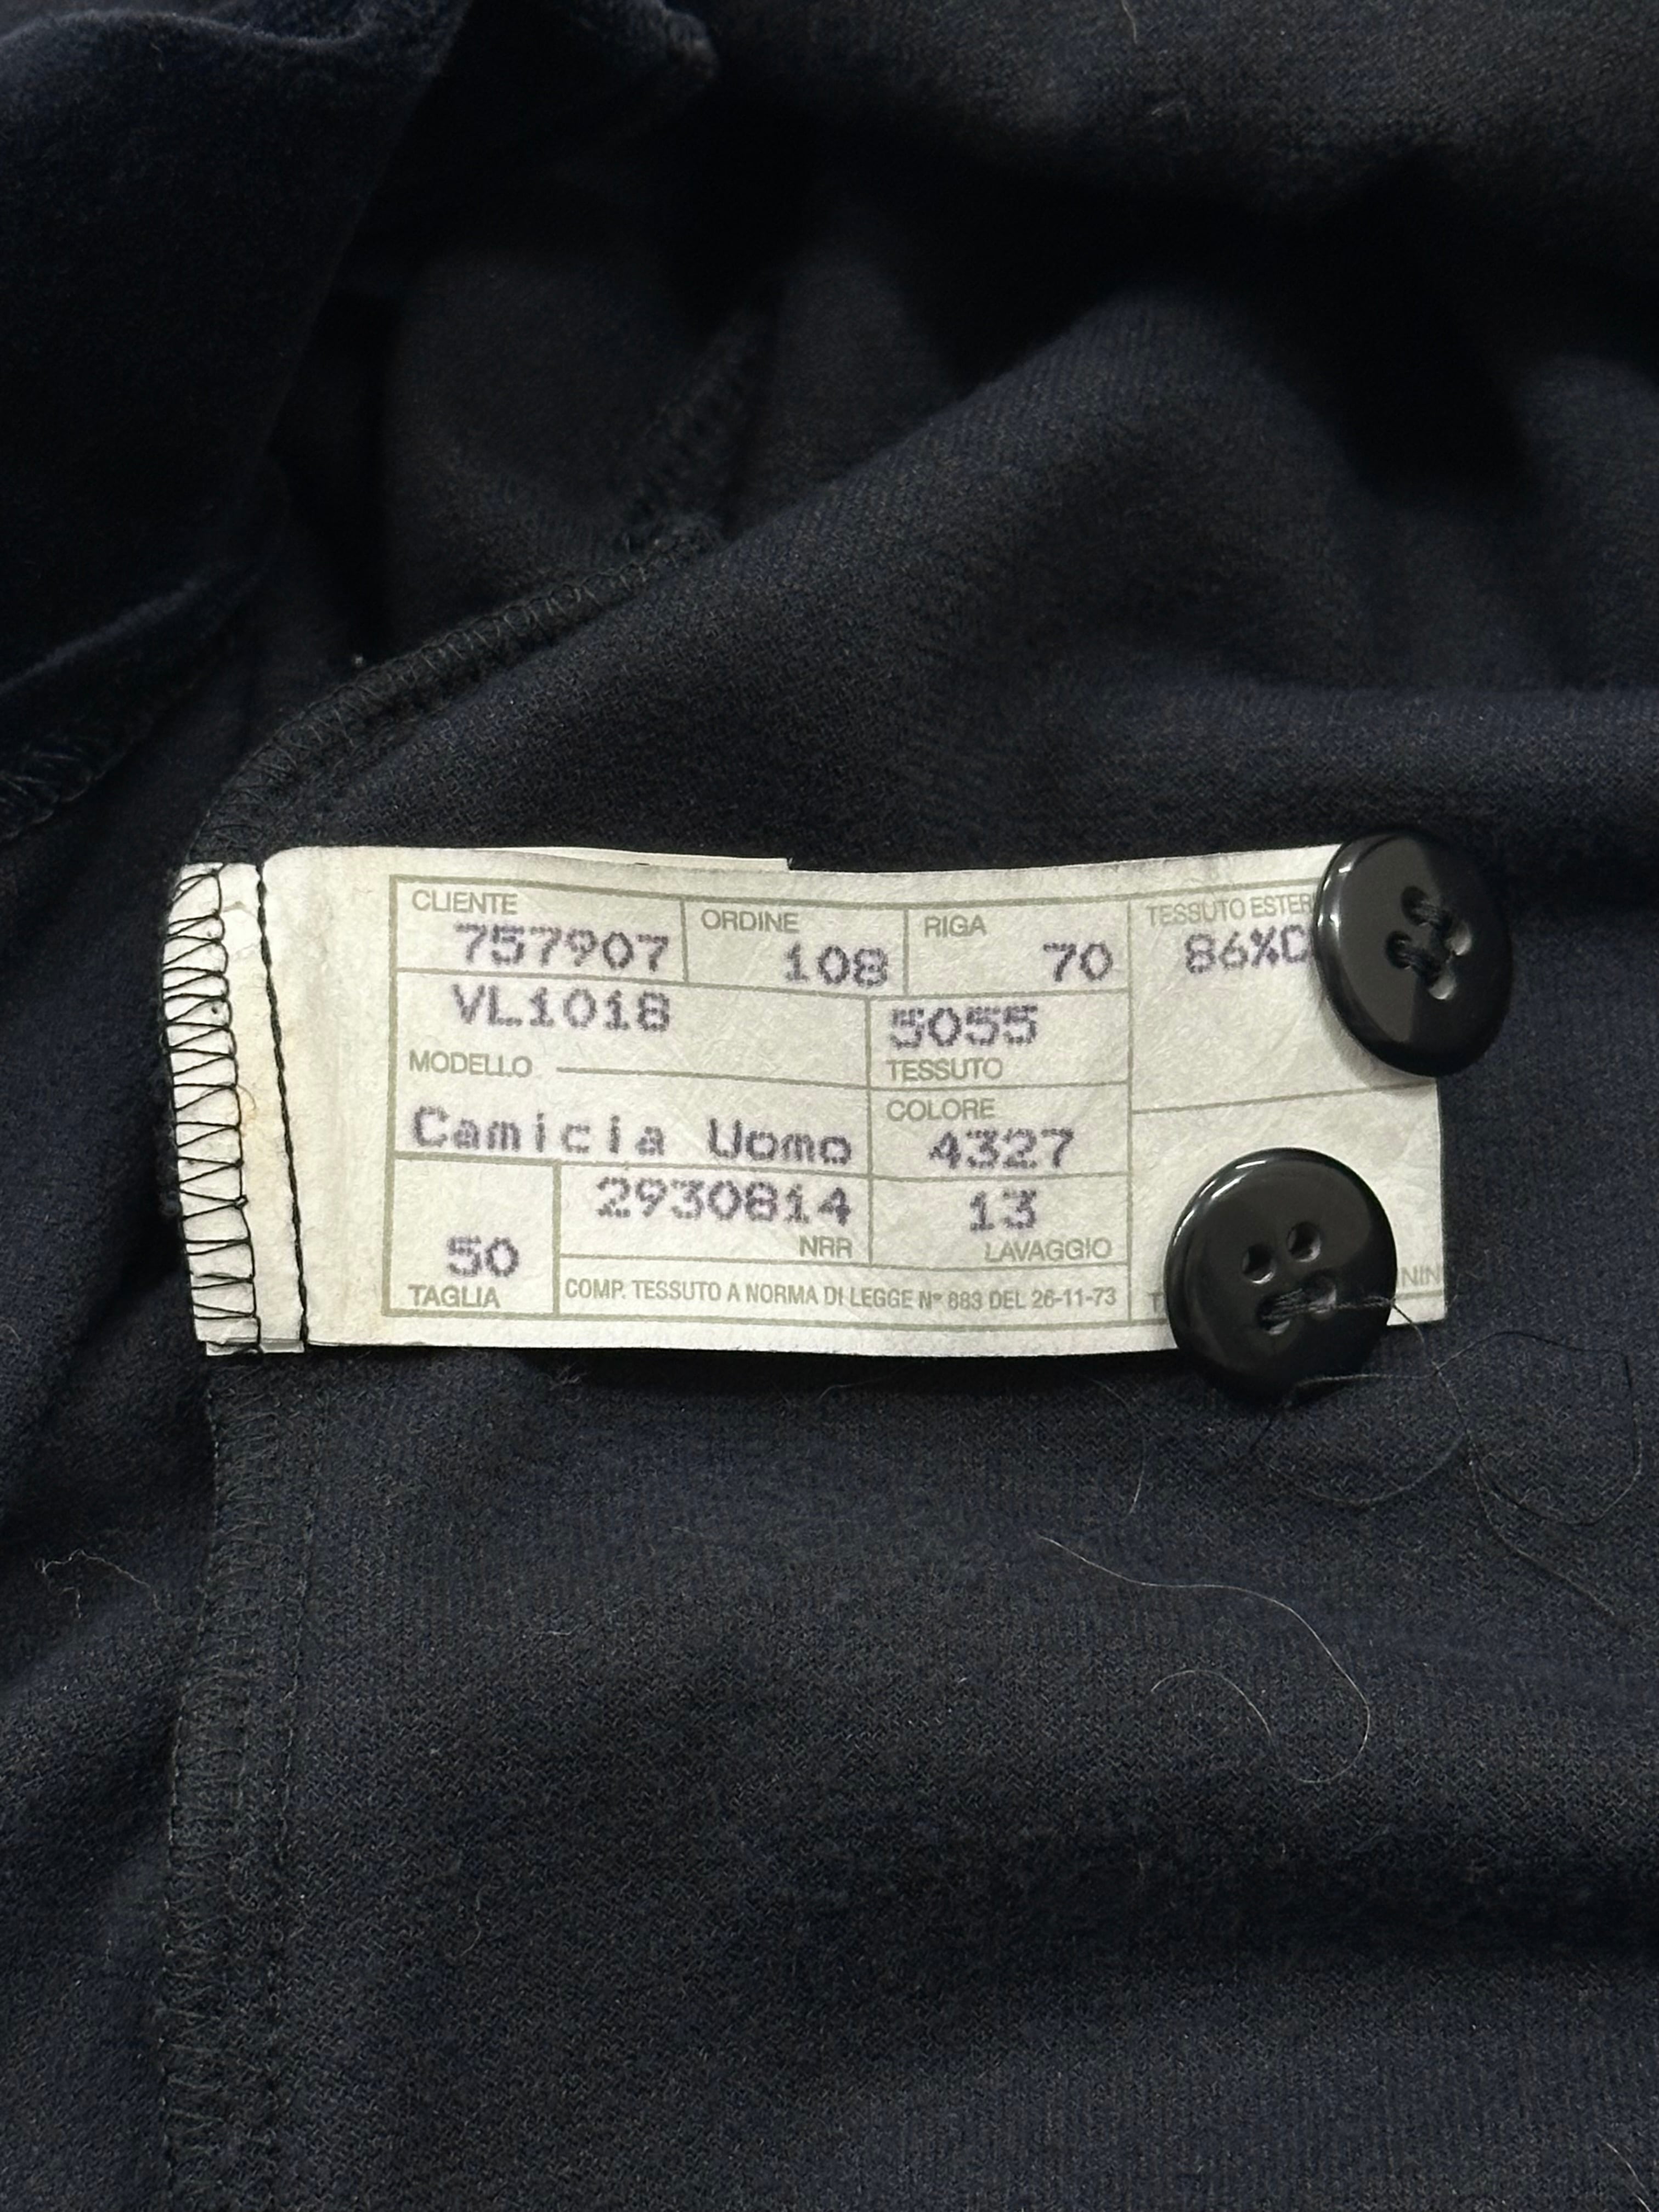 CLIENTE ORDINE RIGA TESSUTO
757907 108 70 86%
VL1018 5055
MODELLO TESSUTO
COLORE
Camicia Uomo 4327
2930814 13
NRR LAVAGGIO
50
TAGLIA
COMP. TESSUTO A NORMA DI LEGGE Nº 883 DEL 26-11-73